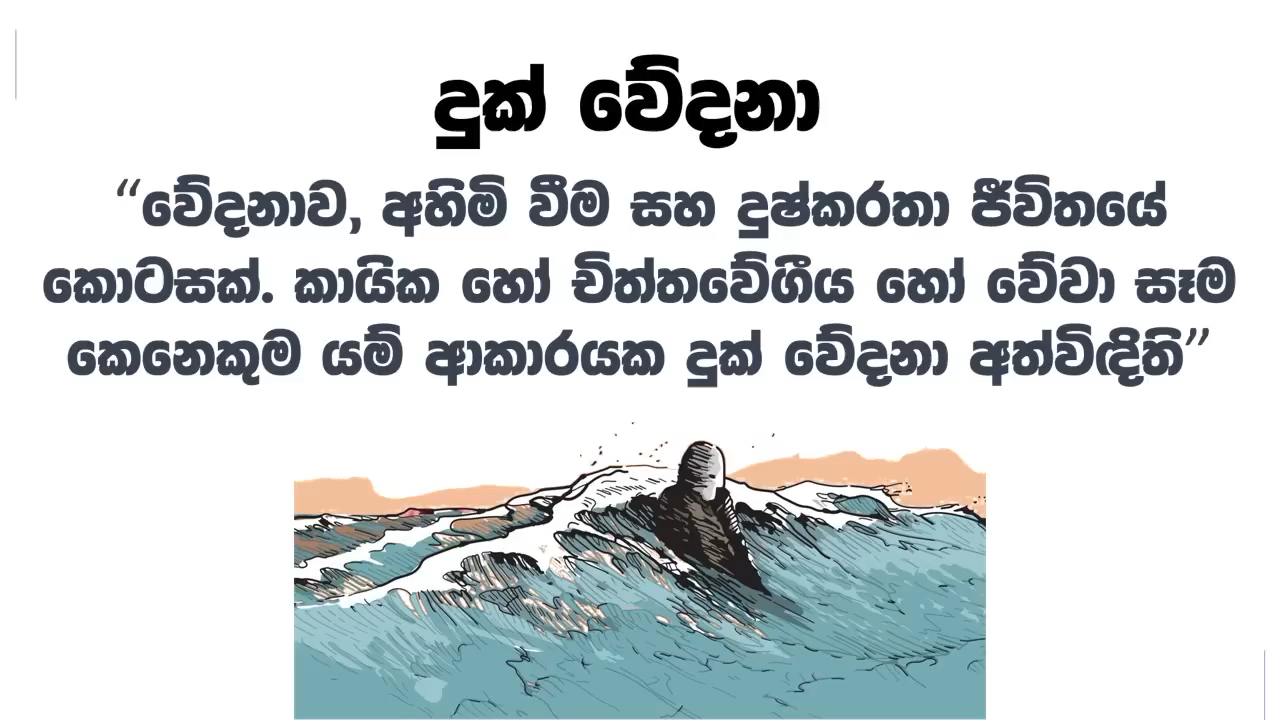 දුක් වේදනා
“වේදනාව, අහිමි වීම සහ දුෂ්කරතා ජීවිතයේ
කොටසක්. කායික හෝ චිත්තවේගීය හෝ වේවා සෑම
කෙනෙකුම යම් ආකාරයක දුක් වේදනා අත්විඳිති”